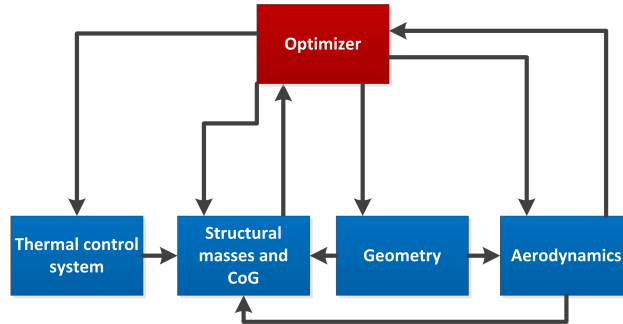 Optimizer
Thermal control
system
Structural
masses and
CoG
Geometry
Aerodynamics